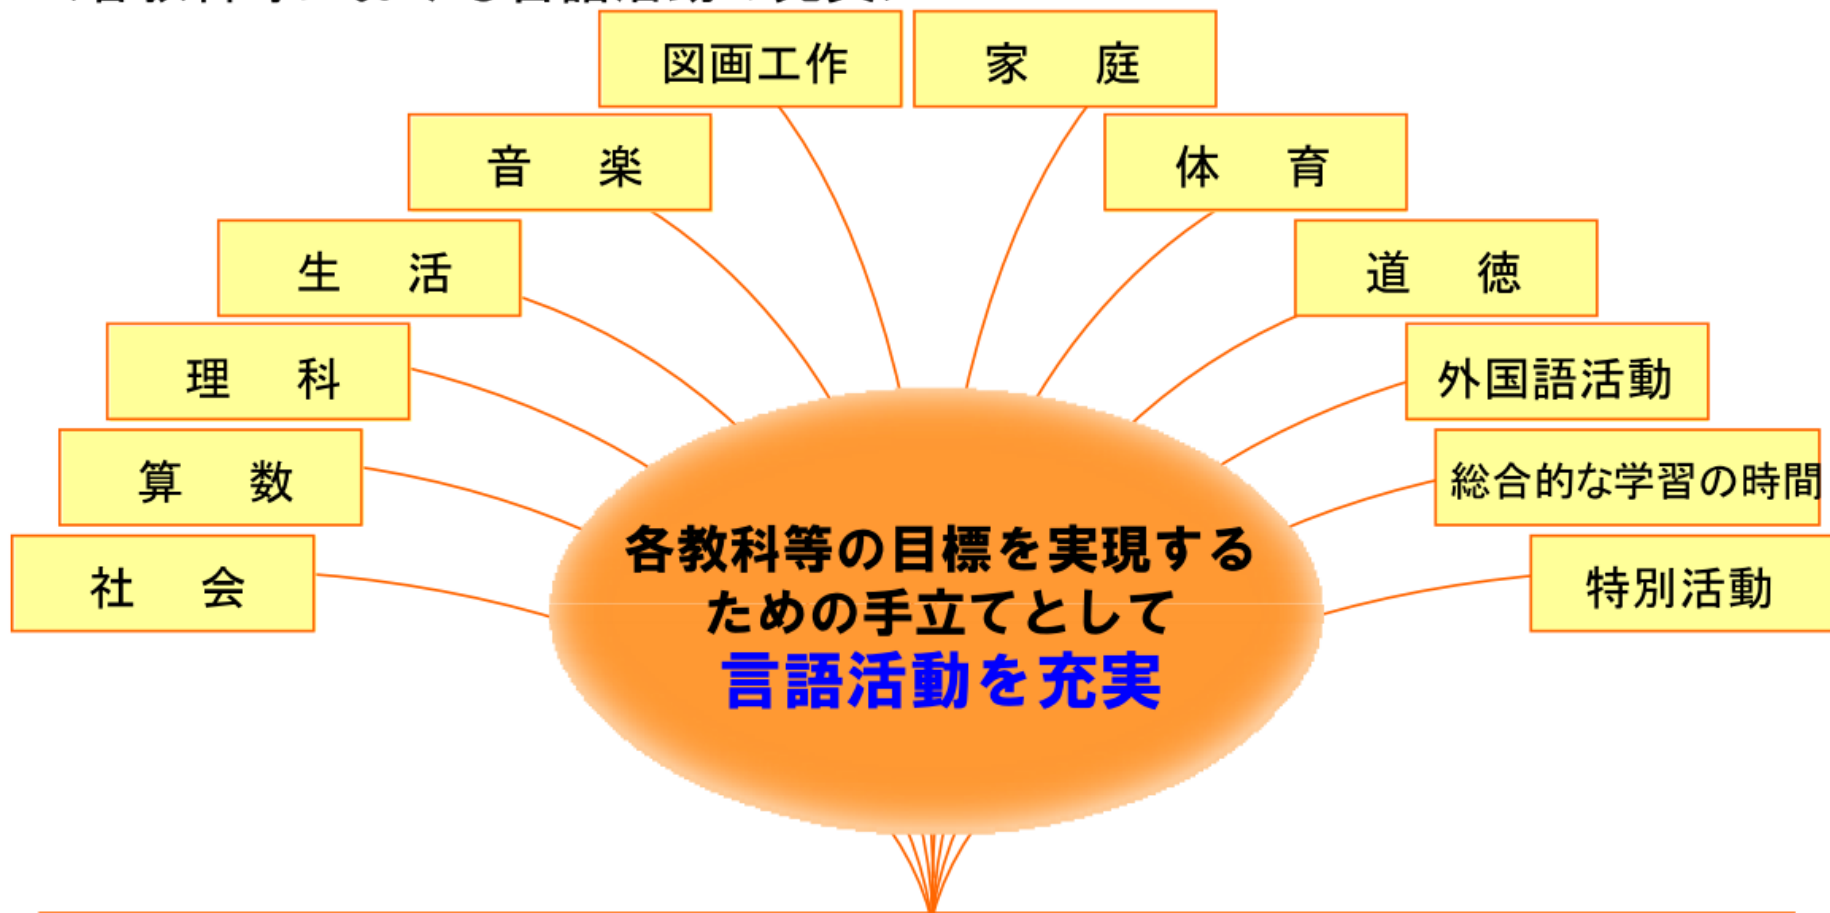 図画工作
家 庭
音 楽
体 育
生 活
道 徳
理 科
外国語活動
算 数
総合的な学習の時間
社 会
特別活動
各教科等の目標を実現する
ための手立てとして
言語活動を充実